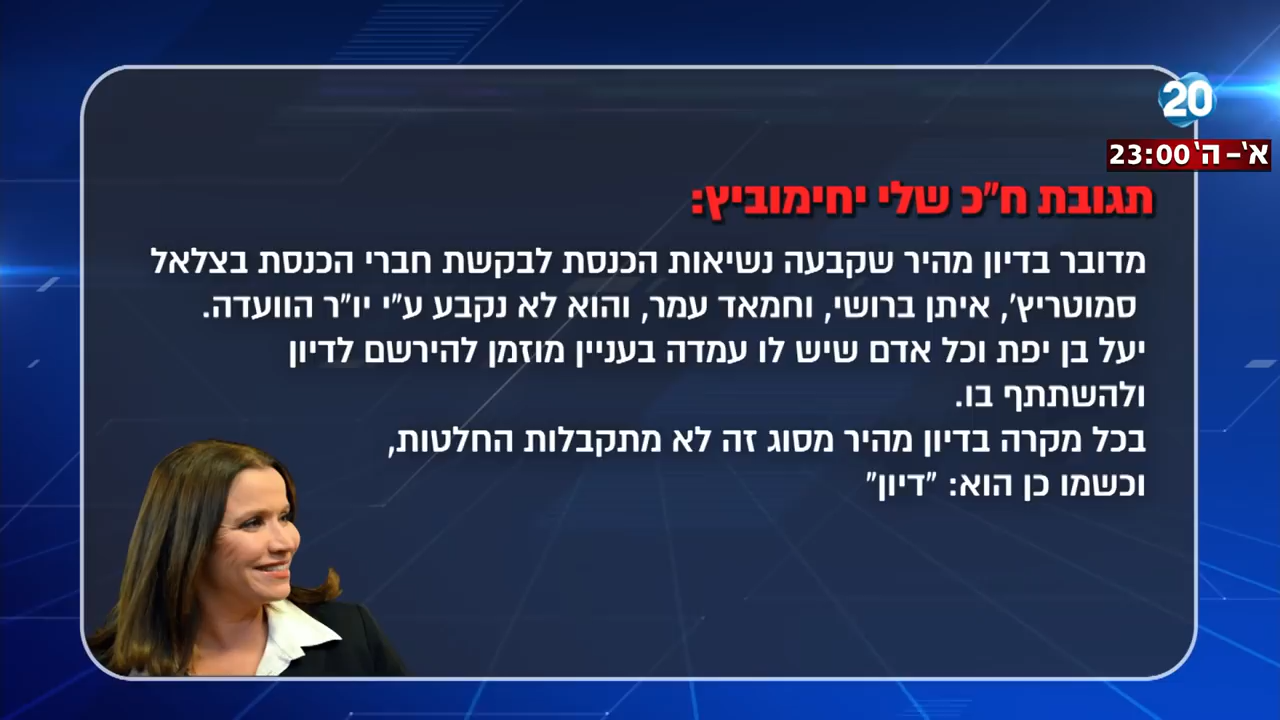 20
א'-ה' 23:00
תגובת ח"כ שלי יחימוביץ:
מדובר בדיון מהיר שקבעה נשיאות הכנסת לבקשת חברי הכנסת בצלאל
סמוטריץ', איתן ברושי, וחמאד עמר, והוא לא נקבע ע"י יו"ר הוועדה.
יעל בן יפת וכל אדם שיש לו עמדה בעניין מוזמן להירשם לדיון
ולהשתתף בו.
בכל מקרה בדיון מהיר מסוג זה לא מתקבלות החלטות,
וכשמו כן הוא: "דיון"